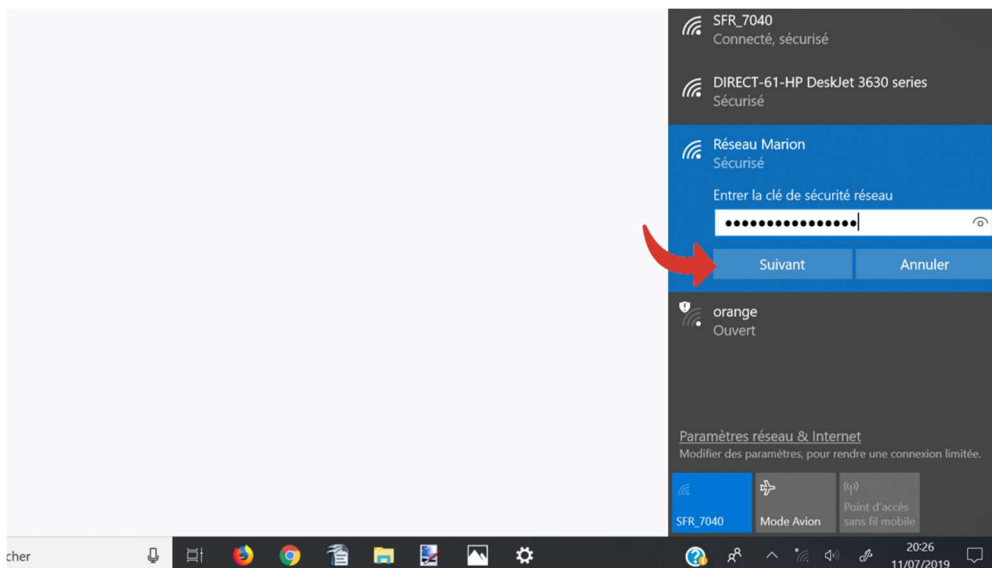 SFR_7040
Connecté, sécurisé
DIRECT-61-HP DeskJet 3630 series
Sécurisé
Réseau Marion
Sécurisé
Entrer la clé de sécurité réseau
••••••••••••••••
Suivant Annuler
orange
Ouvert
Paramètres réseau & Internet
Modifier des paramètres, pour rendre une connexion limitée.
SFR_7040
Mode Avion
Point d'accès
sans fil mobile
cher
20:26
11/07/2019